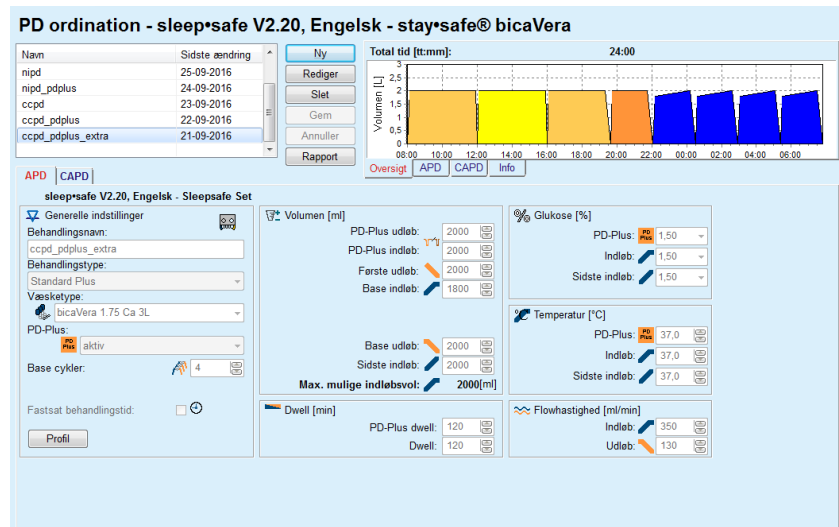 PD ordination - sleep•safe V2.20, Engelsk - stay•safe® bicaVera
Navn Sidste ændring
nipd 25-09-2016
nipd_pdplus 24-09-2016
ccpd 23-09-2016
ccpd_pdplus 22-09-2016
ccpd_pdplus_extra 21-09-2016
Ny
Rediger
Slet
Gem
Annuller
Rapport
Total tid [tt:mm]: 24:00
Volumen [L]
3
2,5
2
1,5
1
0,5
0
08:00 10:00 12:00 14:00 16:00 18:00 20:00 22:00 00:00 02:00 04:00 06:00
Oversigt APD CAPD Info
APD CAPD
sleep•safe V2.20, Engelsk - Sleepsafe Set
Generelle indstillinger
Behandlingsnavn:
ccpd_pdplus_extra
Behandlingstype:
Standard Plus
Væsketype:
bicaVera 1.75 Ca 3L
PD-Plus:
PD Plus aktiv
Base cykler: 4
Fastsat behandlingstid:
Profil
Volumen [ml]
PD-Plus udløb: 2000
PD-Plus indløb: 2000
Første udløb: 2000
Base indløb: 1800
Base udløb: 2000
Sidste indløb: 2000
Max. mulige indløbsvol: 2000[ml]
Dwell [min]
PD-Plus dwell: 120
Dwell: 120
% Glukose [%]
PD-Plus: PD Plus 1,50
Indløb: 1,50
Sidste indløb: 1,50
°C Temperatur [°C]
PD-Plus: PD Plus 37,0
Indløb: 37,0
Sidste indløb: 37,0
Flowhastighed [ml/min]
Indløb: 350
Udløb: 130